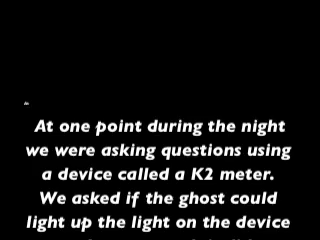 At one point during the night
we were asking questions using
a device called a K2 meter.
We asked if the ghost could
light up the light on the device